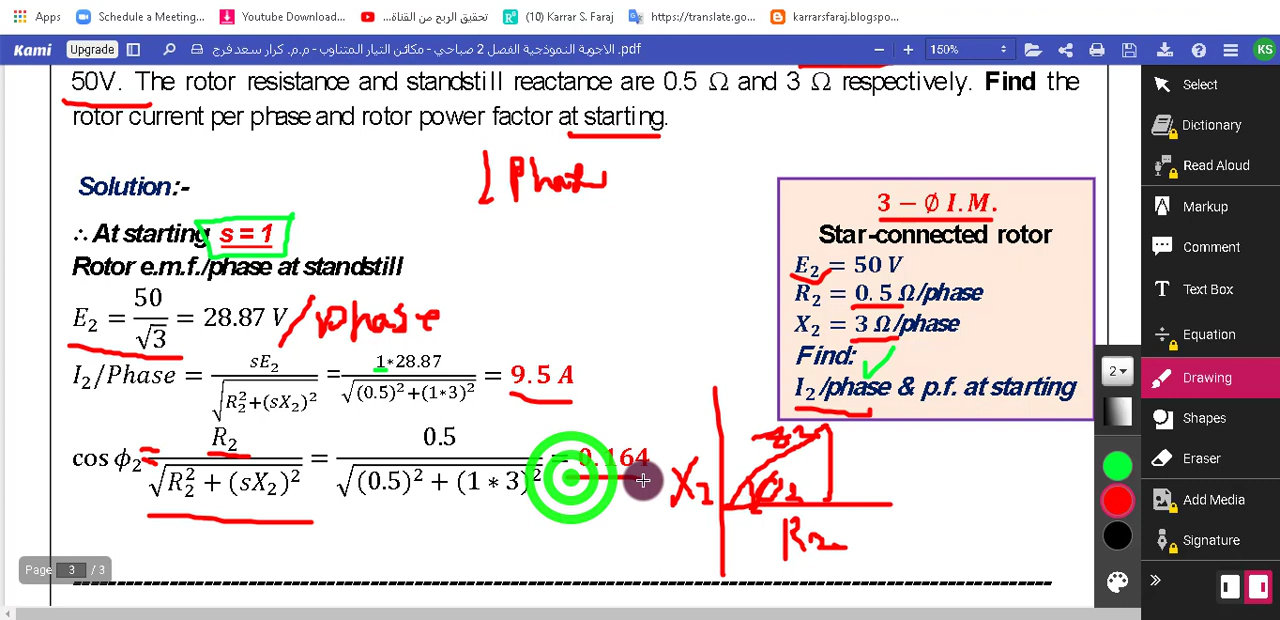 Apps
Schedule a Meeting...
Youtube Download...
تحقيق الربح من القناة...
(10) Karrar S. Faraj
https://translate.go...
karrarsfaraj.blogspo...
Kami
Upgrade
الاجوبة النموذجية الفصل 2 صباحي - مكائن التيار المتناوب - م.م. كرار سعد فرج.pdf
150%
KS
50V. The rotor resistance and standstill reactance are 0.5 Ω and 3 Ω respectively. Find the
rotor current per phase and rotor power factor at starting.
Solution:-
∴ At starting s = 1
Rotor e.m.f./phase at standstill
E₂ = 50/√3 = 28.87 V /phase
I₂/Phase = sE₂/√(R₂²+(sX₂)²) = 1*28.87/√((0.5)²+(1*3)²) = 9.5 A
cos ϕ₂ = R₂/√(R₂² + (sX₂)²) = 0.5/√((0.5)² + (1 * 3)²) = 0.164
3 − ∅ I.M.
Star-connected rotor
E₂ = 50 V
R₂ = 0.5 Ω/phase
X₂ = 3 Ω/phase
Find:
I₂/phase & p.f. at starting
X₂
R₂
Page 3 / 3
Select
Dictionary
Read Aloud
Markup
Comment
Text Box
Equation
Drawing
2
Shapes
Eraser
Add Media
Signature